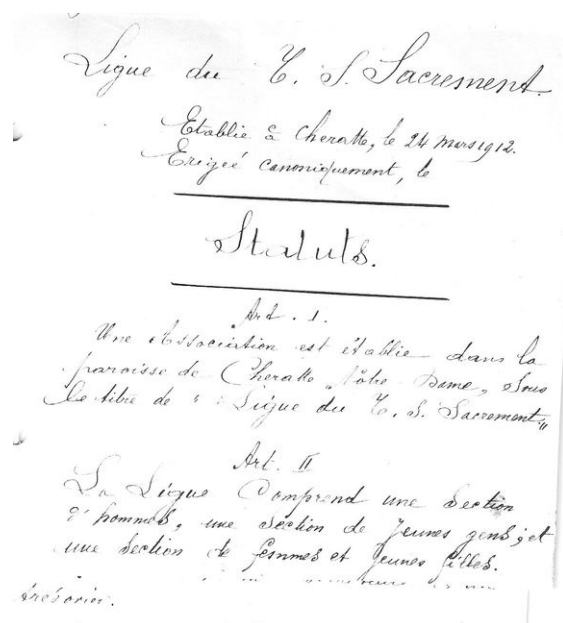 Ligue du T. S. Sacrement.
Etablie à Cheratte, le 24 mars 1912.
Erigée canoniquement, le
Statuts.
Art. I.
Une Association est établie dans la
paroisse de Cheratte Nôtre Dame, sous
le titre de " Ligue du T. S. Sacrement "
Art. II
La Ligue Comprend une Section
d'hommes, une Section de Jeunes gens, et
une Section de femmes et jeunes filles.
trésorier.